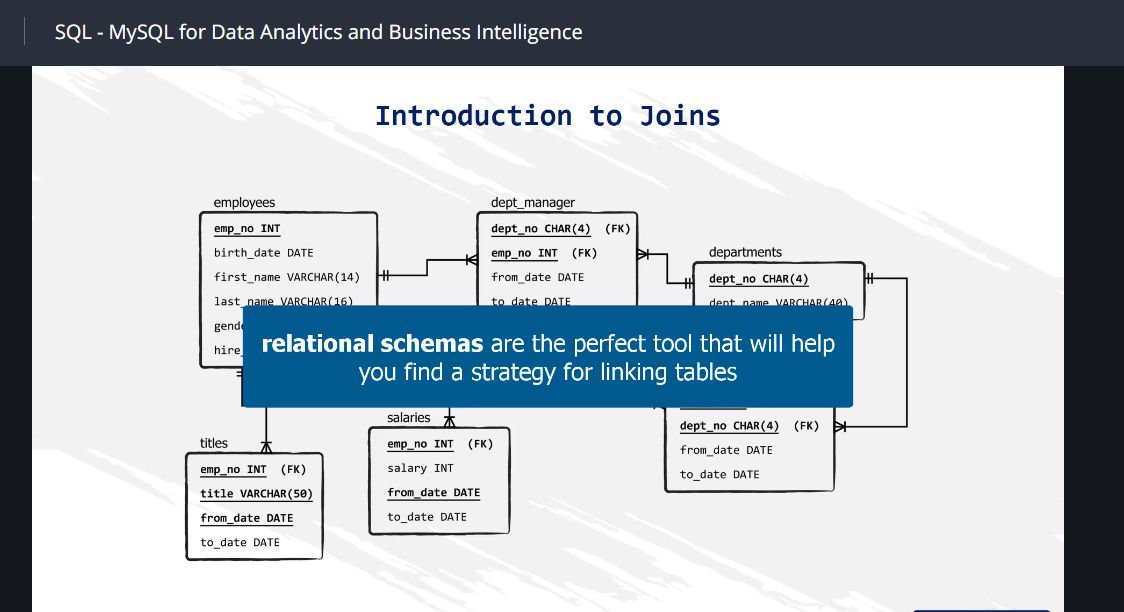 SQL - MySQL for Data Analytics and Business Intelligence
Introduction to Joins
employees
emp_no INT
birth_date DATE
first_name VARCHAR(14)
last_name VARCHAR(16)
dept_manager
dept_no CHAR(4) (FK)
emp_no INT (FK)
from_date DATE
to_date DATE
departments
dept_no CHAR(4)
dept_name VARCHAR(40)
relational schemas are the perfect tool that will help
you find a strategy for linking tables
dept_no CHAR(4) (FK)
from_date DATE
to_date DATE
salaries
emp_no INT (FK)
salary INT
from_date DATE
to_date DATE
titles
emp_no INT (FK)
title VARCHAR(50)
from_date DATE
to_date DATE